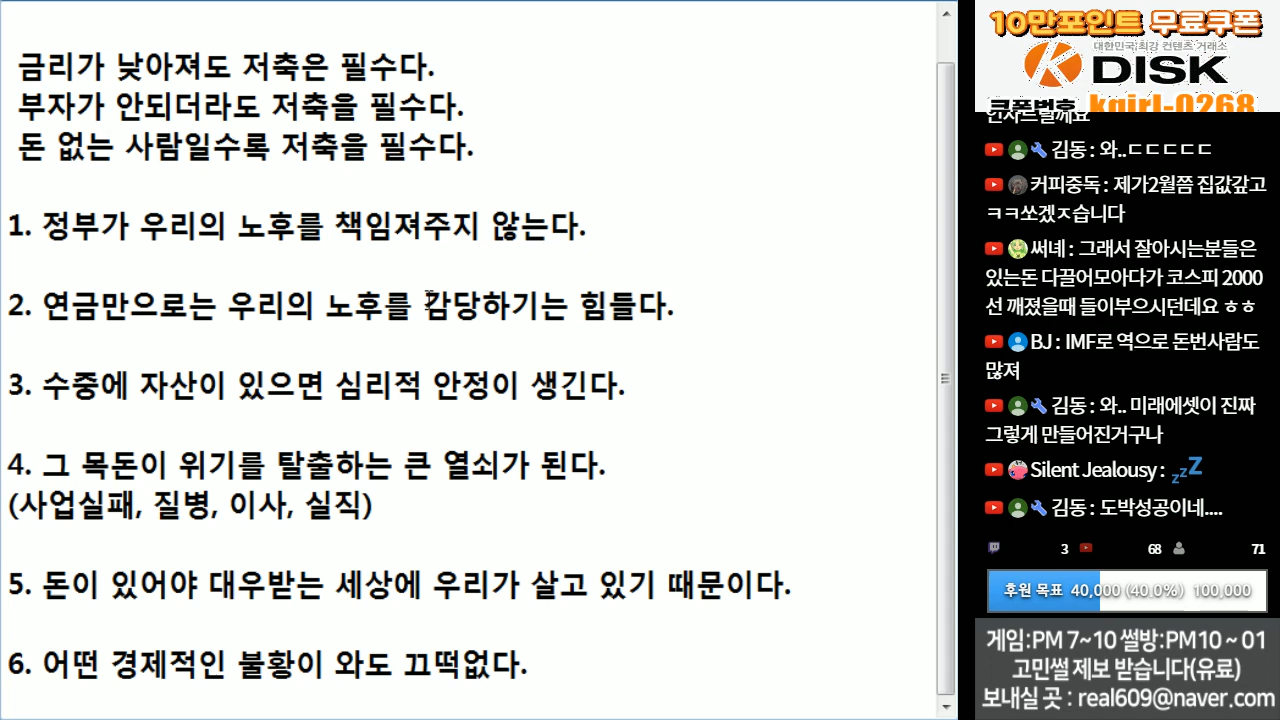 금리가 낮아져도 저축은 필수다.
부자가 안되더라도 저축을 필수다.
돈 없는 사람일수록 저축을 필수다.
1. 정부가 우리의 노후를 책임져주지 않는다.
2. 연금만으로는 우리의 노후를 감당하기는 힘들다.
3. 수중에 자산이 있으면 심리적 안정이 생긴다.
4. 그 목돈이 위기를 탈출하는 큰 열쇠가 된다.
(사업실패, 질병, 이사, 실직)
5. 돈이 있어야 대우받는 세상에 우리가 살고 있기 때문이다.
6. 어떤 경제적인 불황이 와도 끄떡없다.
10만포인트 무료쿠폰
대한민국최강 컨텐츠 거래소
K DISK
쿠폰번호 kgirl-0268
인사드릴께요
김동 : 와..ㄷㄷㄷㄷㄷ
커피중독 : 제가2월쯤 집값갚고
ㅋㅋ쏘겠ㅈ습니다
써녜 : 그래서 잘아시는분들은
있는돈 다끌어모아다가 코스피 2000
선 깨졌을때 들이부으시던데요 ㅎㅎ
BJ : IMF로 역으로 돈번사람도
많져
김동 : 와.. 미래에셋이 진짜
그렇게 만들어진거구나
Silent Jealousy : zzZ
김동 : 도박성공이네....
3 68 71
후원 목표 40,000 (40.0%) 100,000
게임:PM 7~10 썰방:PM10 ~ 01
고민썰 제보 받습니다(유료)
보내실 곳 : real609@naver.com